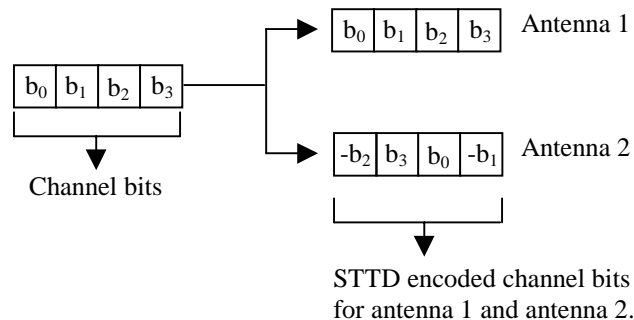 b0 b1 b2 b3 Antenna 1
b0 b1 b2 b3
-b2 b3 b0 -b1 Antenna 2
Channel bits
STTD encoded channel bits
for antenna 1 and antenna 2.